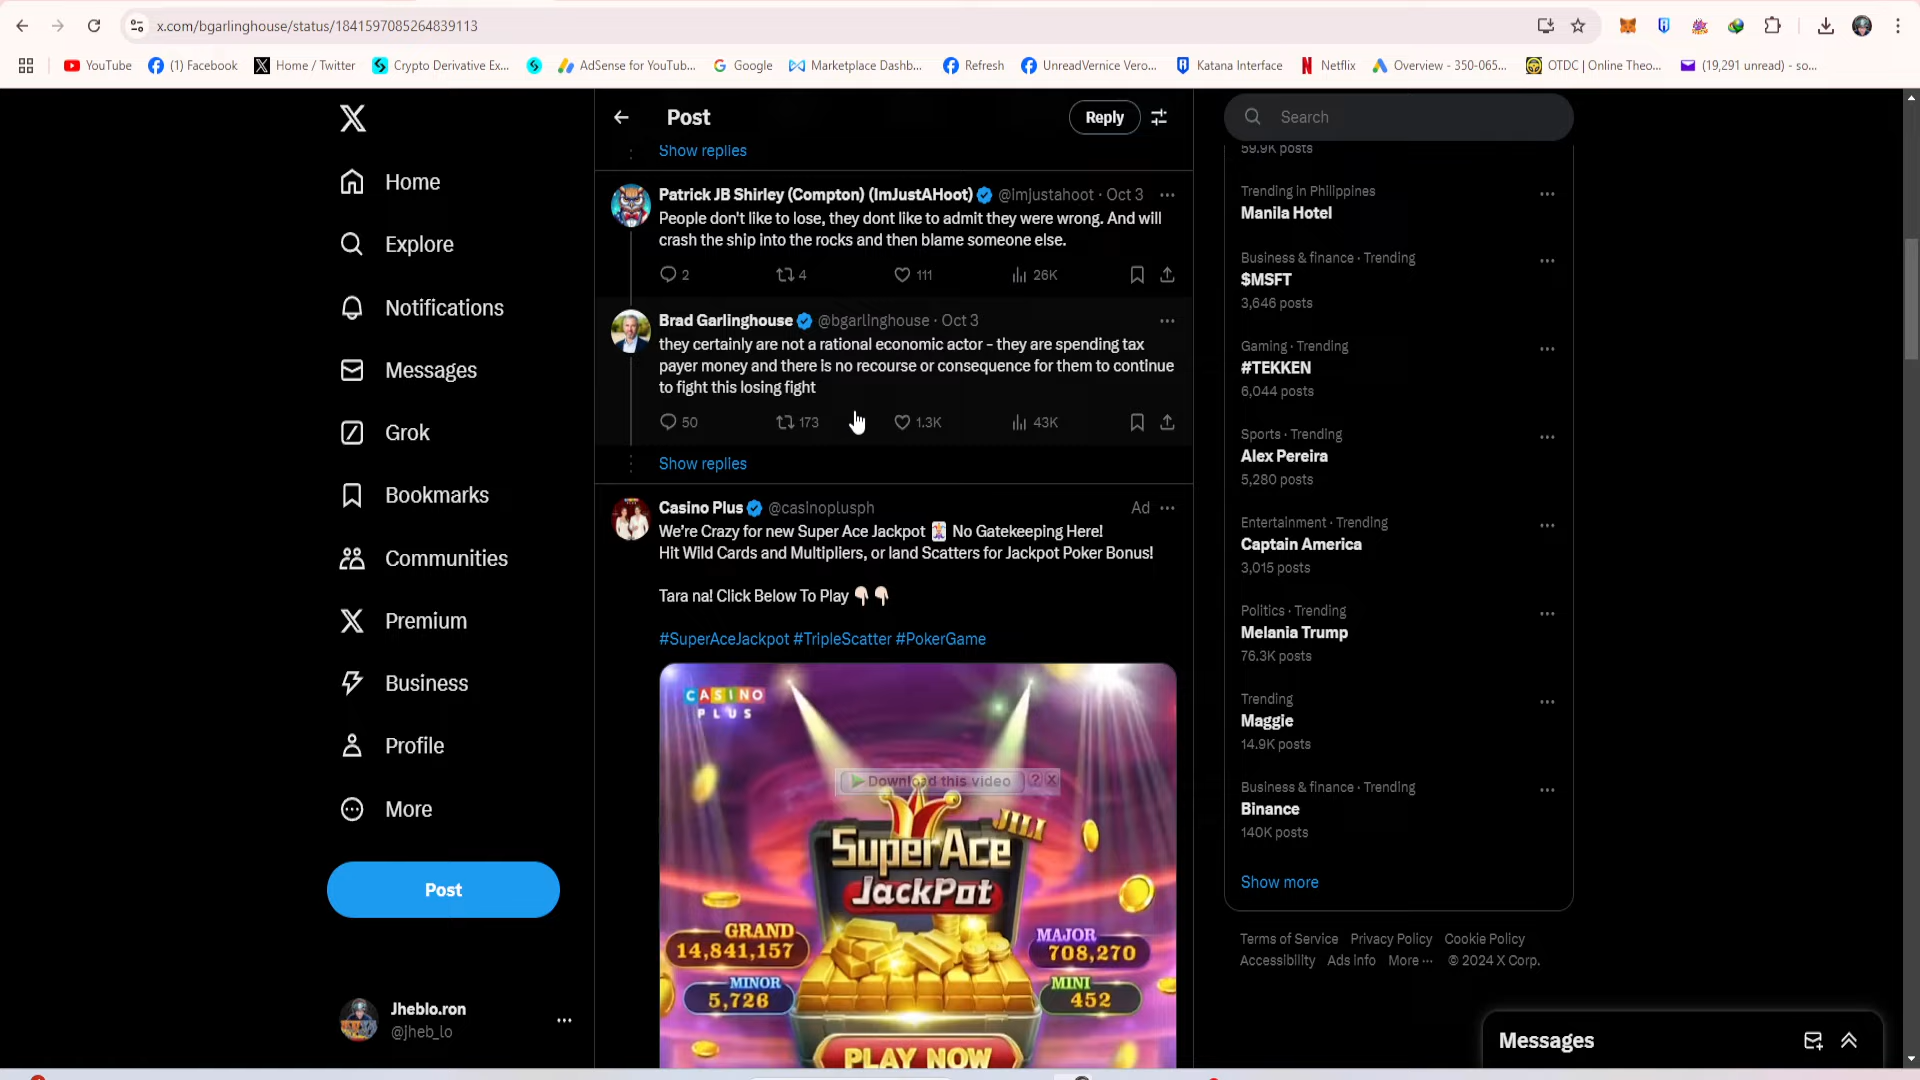 x.com/bgarlinghouse/status/1841597085264839113
YouTube
(1) Facebook
Home / Twitter
Crypto Derivative Ex...
AdSense for YouTub...
Google
Marketplace Dashb...
Refresh
UnreadVernice Vero...
Katana Interface
Netflix
Overview - 350-065...
OTDC | Online Theo...
(19,291 unread) - so...
Home
Explore
Notifications
Messages
Grok
Bookmarks
Communities
Premium
Business
Profile
More
Post
Jheblo.ron
@jheb_lo
Post
Reply
Show replies
Patrick JB Shirley (Compton) (ImJustAHoot) @imjustahoot · Oct 3
People don't like to lose, they dont like to admit they were wrong. And will
crash the ship into the rocks and then blame someone else.
2 4 111 26K
Brad Garlinghouse @bgarlinghouse · Oct 3
they certainly are not a rational economic actor - they are spending tax
payer money and there is no recourse or consequence for them to continue
to fight this losing fight
50 173 1.3K 43K
Show replies
Casino Plus @casinoplusph Ad
We're Crazy for new Super Ace Jackpot 🃏 No Gatekeeping Here!
Hit Wild Cards and Multipliers, or land Scatters for Jackpot Poker Bonus!
Tara na! Click Below To Play 👇🏻👇🏻
#SuperAceJackpot #TripleScatter #PokerGame
CASINO
PLUS
Download this video ? X
JILI
Super Ace
JackPot
GRAND
14,841,157
MAJOR
708,270
MINOR
5,726
MINI
452
PLAY NOW
Search
59.9K posts
Trending in Philippines
Manila Hotel
Business & finance · Trending
$MSFT
3,646 posts
Gaming · Trending
#TEKKEN
6,044 posts
Sports · Trending
Alex Pereira
5,280 posts
Entertainment · Trending
Captain America
3,015 posts
Politics · Trending
Melania Trump
76.3K posts
Trending
Maggie
14.9K posts
Business & finance · Trending
Binance
140K posts
Show more
Terms of Service Privacy Policy Cookie Policy
Accessibility Ads info More ··· © 2024 X Corp.
Messages